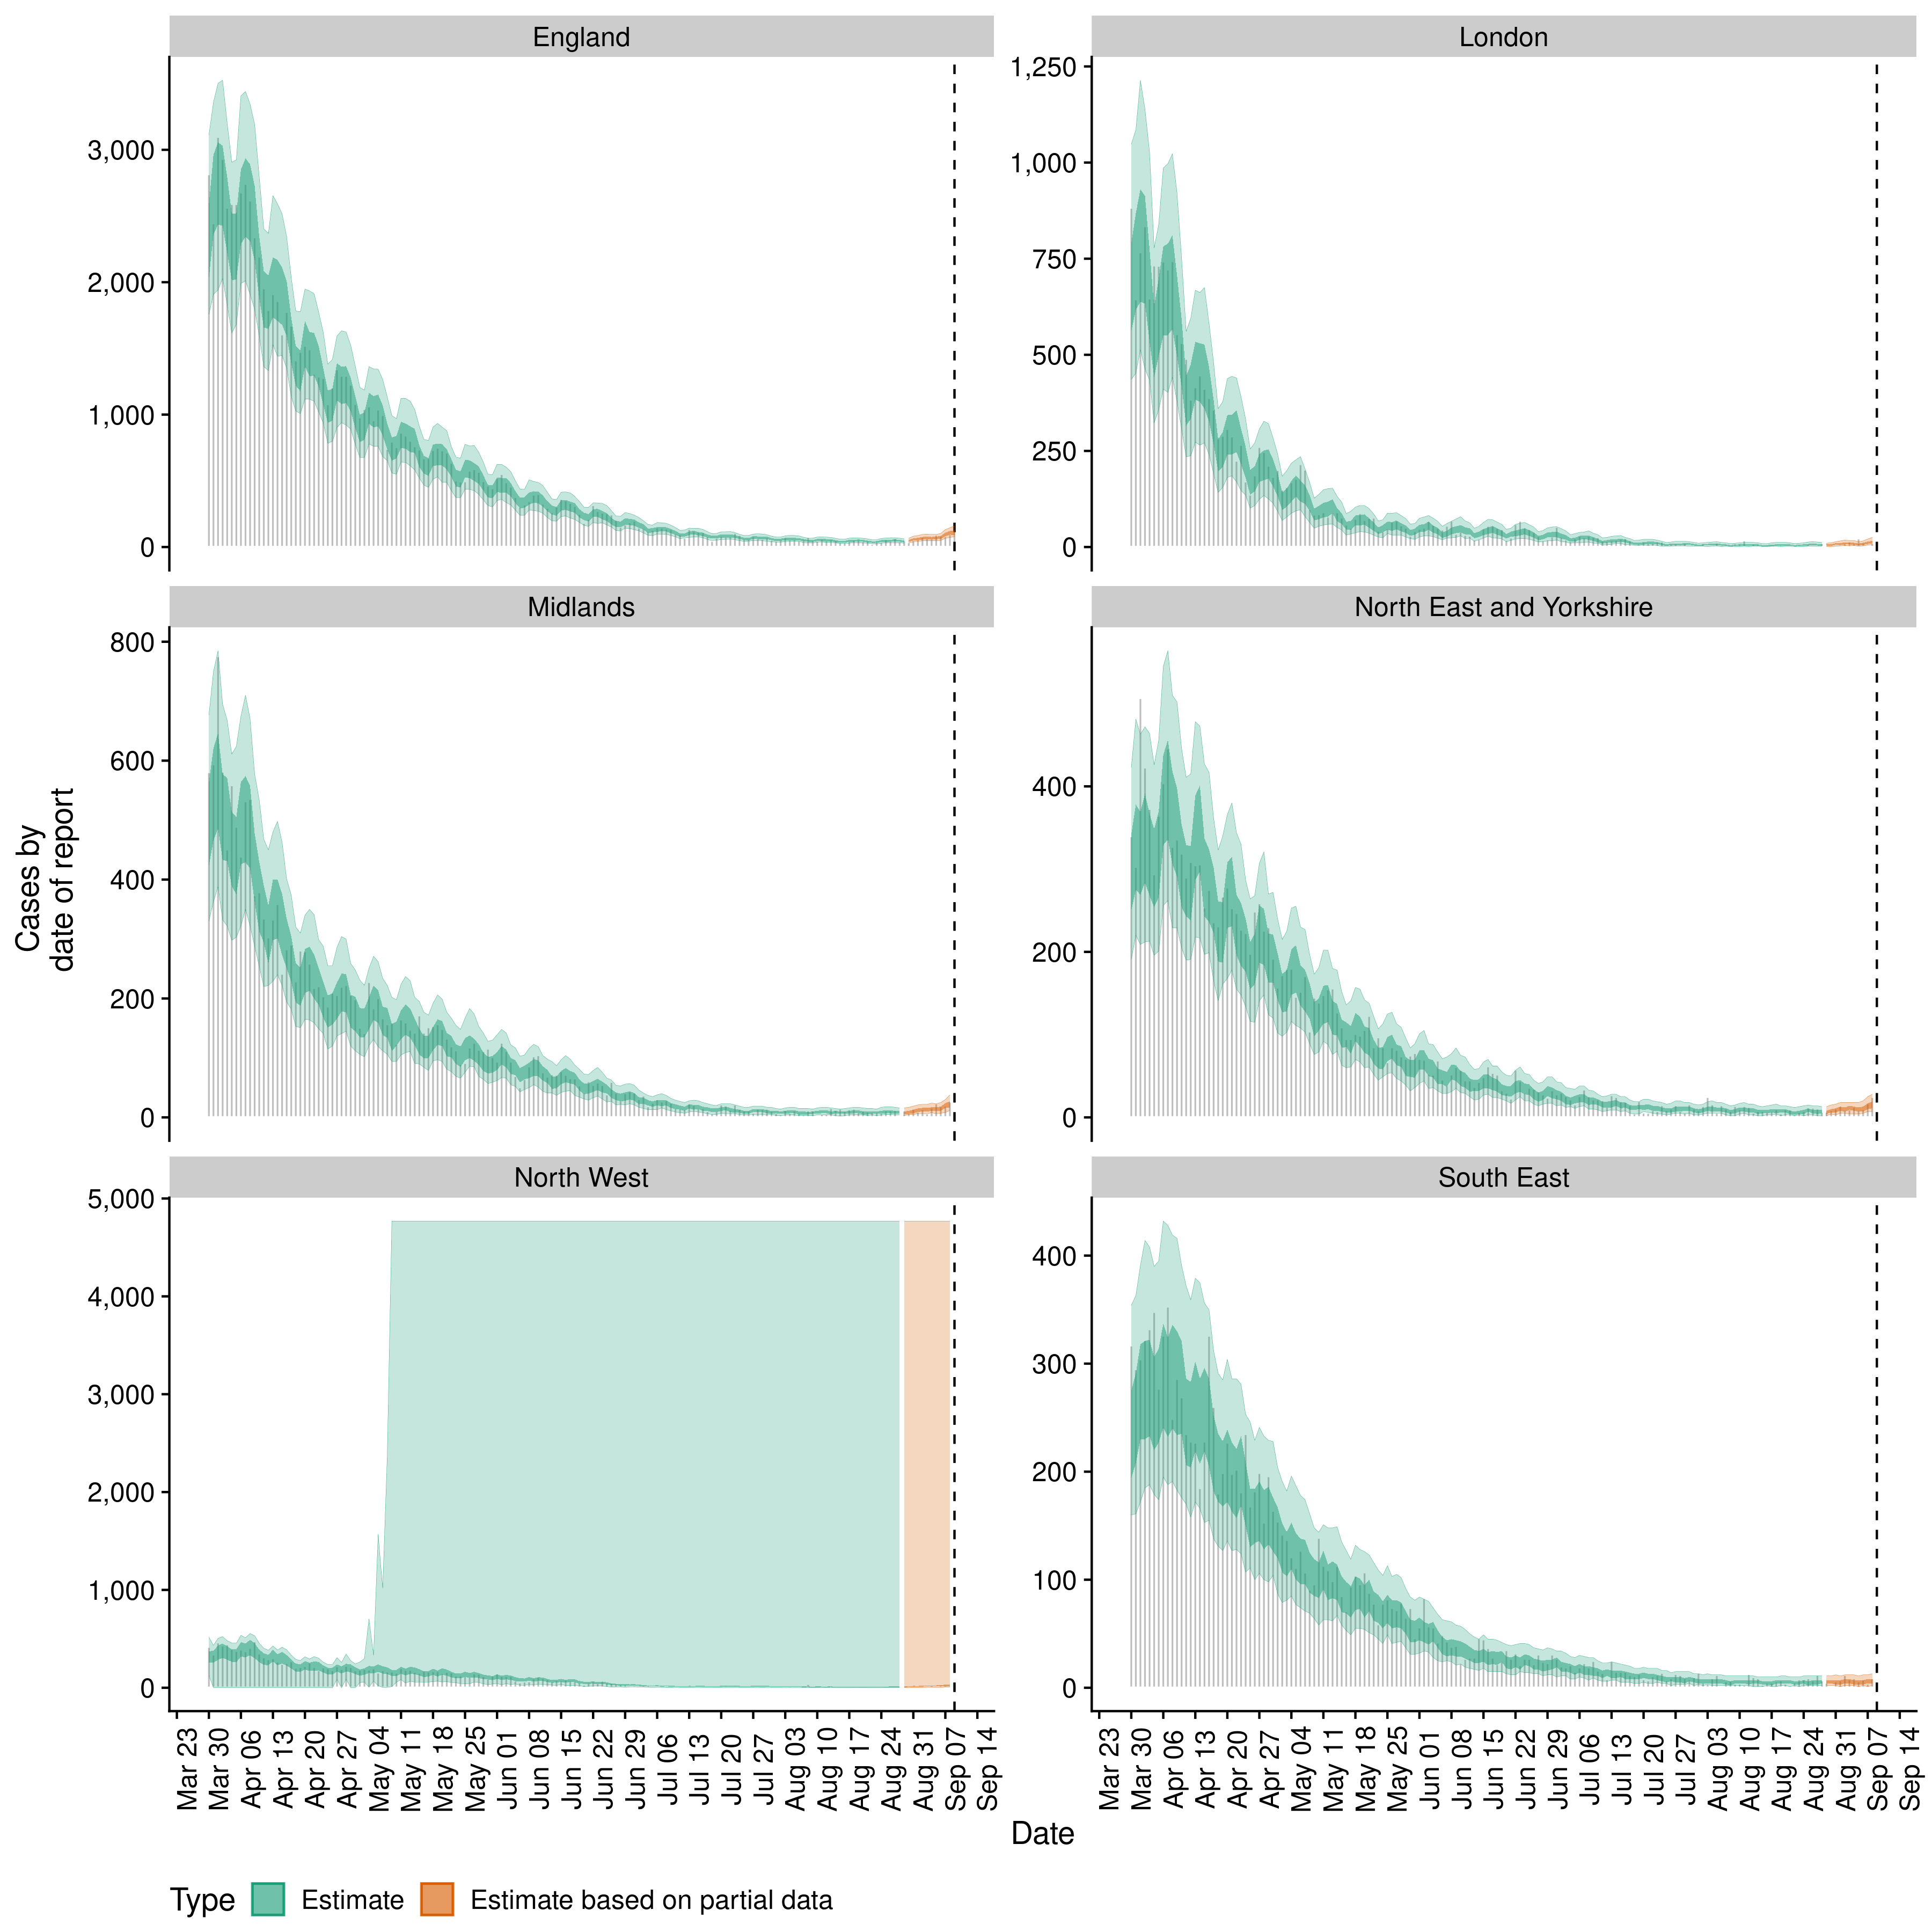 England
London
3,000
2,000
1,000
0
1,250
1,000
750
500
250
0
Midlands
North East and Yorkshire
800
600
400
200
0
400
200
0
North West
South East
5,000
4,000
3,000
2,000
1,000
0
400
300
200
100
0
Cases by
date of report
Mar 23
Mar 30
Apr 06
Apr 13
Apr 20
Apr 27
May 04
May 11
May 18
May 25
Jun 01
Jun 08
Jun 15
Jun 22
Jun 29
Jul 06
Jul 13
Jul 20
Jul 27
Aug 03
Aug 10
Aug 17
Aug 24
Aug 31
Sep 07
Sep 14
Mar 23
Mar 30
Apr 06
Apr 13
Apr 20
Apr 27
May 04
May 11
May 18
May 25
Jun 01
Jun 08
Jun 15
Jun 22
Jun 29
Jul 06
Jul 13
Jul 20
Jul 27
Aug 03
Aug 10
Aug 17
Aug 24
Aug 31
Sep 07
Sep 14
Date
Type Estimate Estimate based on partial data